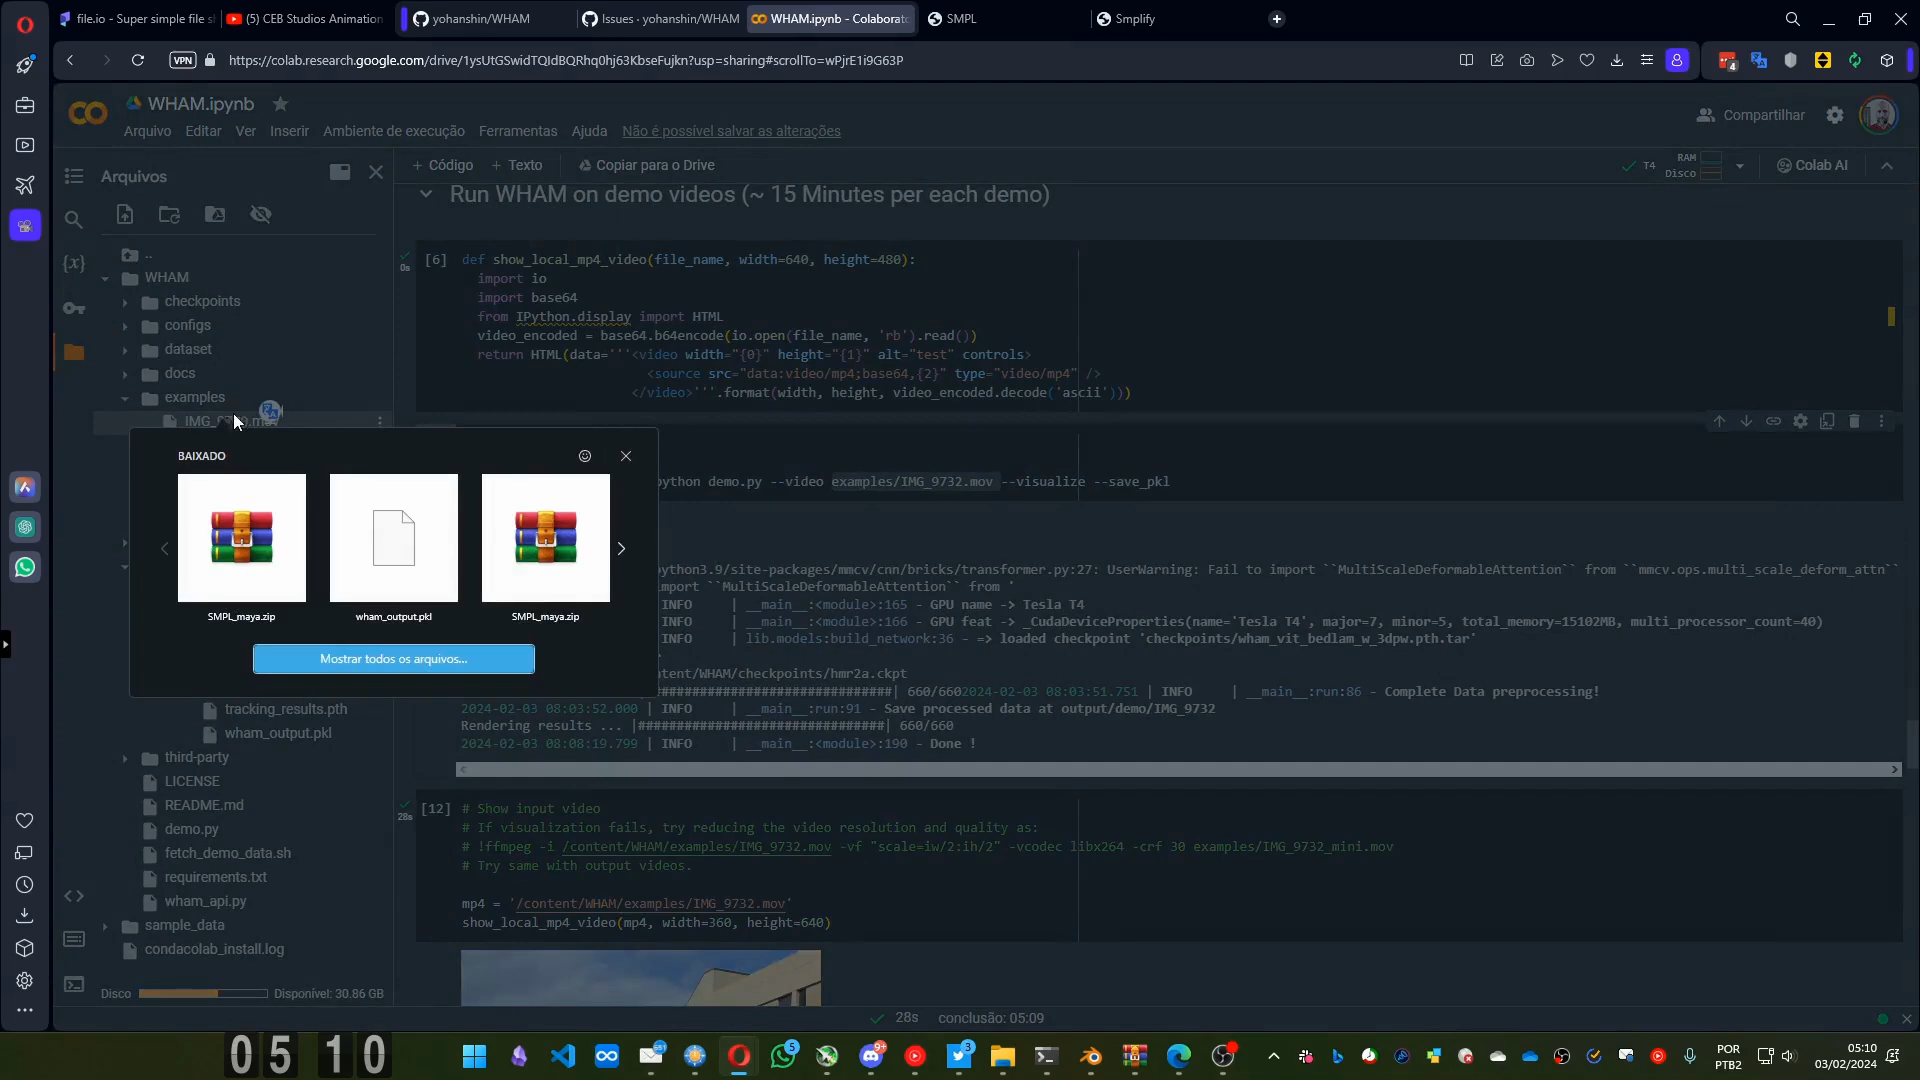 file.io - Super simple file s
(5) CEB Studios Animation
yohanshin/WHAM
Issues · yohanshin/WHAM
WHAM.ipynb - Colaborato
SMPL
Smplify
VPN
https://colab.research.google.com/drive/1ysUtGSwidTQIdBQRhq0hj63KbseFujkn?usp=sharing#scrollTo=wPjrE1i9G63P
4
WHAM.ipynb
Arquivo Editar Ver Inserir Ambiente de execução Ferramentas Ajuda Não é possível salvar as alterações
Compartilhar
Arquivos
+ Código + Texto Copiar para o Drive
T4
RAM
Disco
Colab AI
Run WHAM on demo videos (~ 15 Minutes per each demo)
..
WHAM
checkpoints
configs
dataset
docs
examples
[6]
0s
def show_local_mp4_video(file_name, width=640, height=480):
import io
import base64
from IPython.display import HTML
video_encoded = base64.b64encode(io.open(file_name, 'rb').read())
return HTML(data='''<video width="{0}" height="{1}" alt="test" controls>
<source src="data:video/mp4;base64,{2}" type="video/mp4" />
</video>'''.format(width, height, video_encoded.decode('ascii')))
BAIXADO
SMPL_maya.zip
wham_output.pkl
SMPL_maya.zip
Mostrar todos os arquivos...
python demo.py --video examples/IMG_9732.mov --visualize --save_pkl
python3.9/site-packages/mmcv/cnn/bricks/transformer.py:27: UserWarning: Fail to import ``MultiScaleDeformableAttention`` from ``mmcv.ops.multi_scale_deform_attn``
mport ``MultiScaleDeformableAttention`` from '
INFO | __main__:<module>:165 - GPU name -> Tesla T4
INFO | __main__:<module>:166 - GPU feat -> _CudaDeviceProperties(name='Tesla T4', major=7, minor=5, total_memory=15102MB, multi_processor_count=40)
INFO | lib.models:build_network:36 - => loaded checkpoint 'checkpoints/wham_vit_bedlam_w_3dpw.pth.tar'
tent/WHAM/checkpoints/hmr2a.ckpt
################################| 660/6602024-02-03 08:03:51.751 | INFO | __main__:run:86 - Complete Data preprocessing!
2024-02-03 08:03:52.000 | INFO | __main__:run:91 - Save processed data at output/demo/IMG_9732
Rendering results ... |################################| 660/660
2024-02-03 08:08:19.799 | INFO | __main__:<module>:190 - Done !
tracking_results.pth
wham_output.pkl
third-party
LICENSE
README.md
demo.py
fetch_demo_data.sh
requirements.txt
wham_api.py
sample_data
condacolab_install.log
[12]
28s
# Show input video
# If visualization fails, try reducing the video resolution and quality as:
# !ffmpeg -i /content/WHAM/examples/IMG_9732.mov -vf "scale=iw/2:ih/2" -vcodec libx264 -crf 30 examples/IMG_9732_mini.mov
# Try same with output videos.
mp4 = '/content/WHAM/examples/IMG_9732.mov'
show_local_mp4_video(mp4, width=360, height=640)
Disco
Disponível: 30.86 GB
28s conclusão: 05:09
05 10
5
9+
3
POR
PTB2
05:10
03/02/2024